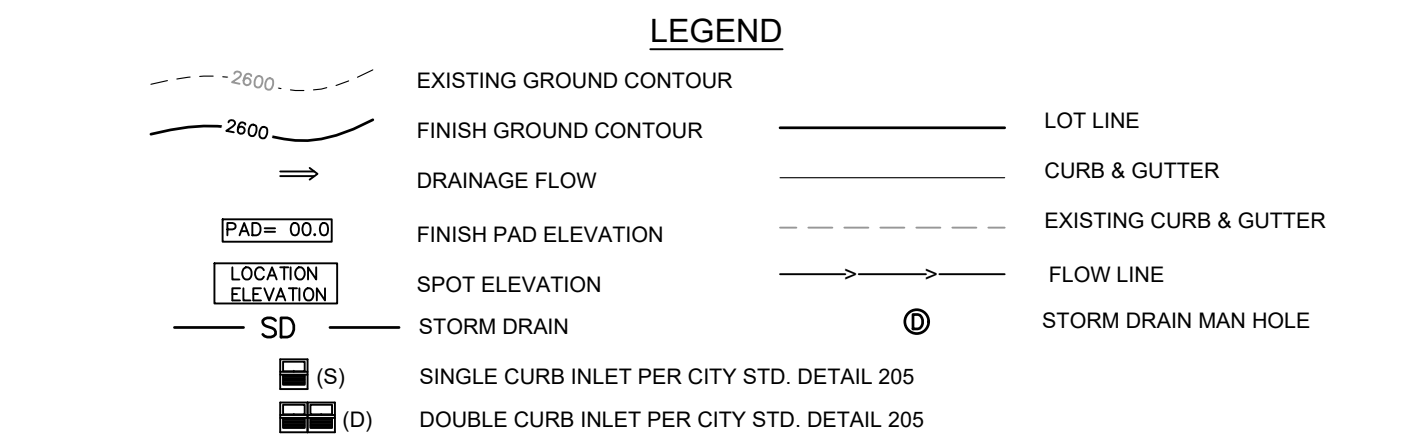 LEGEND
2600 EXISTING GROUND CONTOUR
2600 FINISH GROUND CONTOUR
DRAINAGE FLOW
PAD= 00.0 FINISH PAD ELEVATION
LOCATION
ELEVATION
SPOT ELEVATION
SD STORM DRAIN
(S) SINGLE CURB INLET PER CITY STD. DETAIL 205
(D) DOUBLE CURB INLET PER CITY STD. DETAIL 205
LOT LINE
CURB & GUTTER
EXISTING CURB & GUTTER
FLOW LINE
D STORM DRAIN MAN HOLE